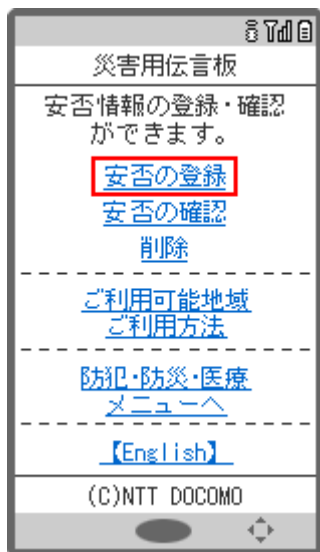 災害用伝言板
安否情報の登録・確認
ができます。
安否の登録
安否の確認
削除
ご利用可能地域
ご利用方法
防犯・防災・医療
メニューへ
【English】
(C)NTT DOCOMO